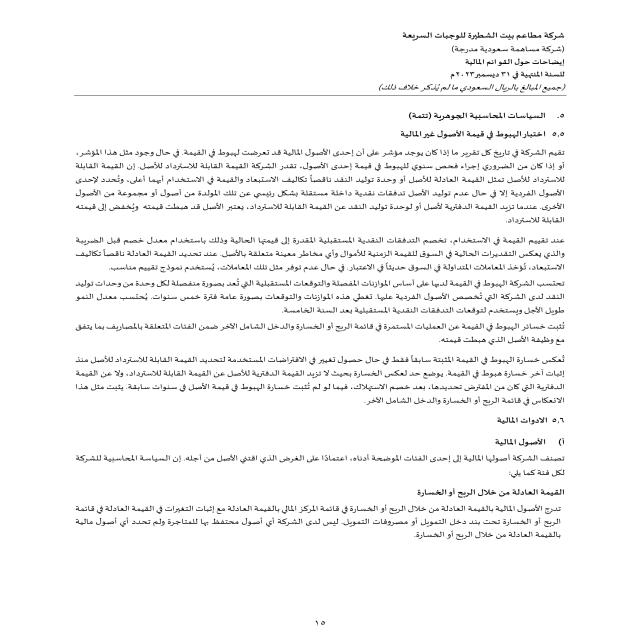 شركة مطاعم بيت الشطيرة للوجبات السريعة
(شركة مساهمة سعودية مدرجة)
إيضاحات حول القوائم المالية
للسنة المنتهية في ٣١ ديسمبر ٢٠٢٣م
(جميع المبالغ بالريال السعودي ما لم يُذكر خلاف ذلك)
٥. السياسات المحاسبية الجوهرية (تتمة)
٥٫٥ اختبار الهبوط في قيمة الأصول غير المالية
تقيم الشركة في تاريخ كل تقرير ما إذا كان يوجد مؤشر على أن إحدى الأصول المالية قد تعرضت لهبوط في القيمة. في حال وجود مثل هذا المؤشر،
أو إذا كان من الضروري إجراء فحص سنوي للهبوط في قيمة إحدى الأصول، تقدر الشركة القيمة القابلة للاسترداد للأصل. إن القيمة القابلة
للاسترداد للأصل تمثل القيمة العادلة للأصل أو وحدة توليد النقد ناقصاً تكاليف الاستبعاد والقيمة في الاستخدام أيهما أعلى، وتُحدد لإحدى
الأصول الفردية إلا في حال عدم توليد الأصل تدفقات نقدية داخلة مستقلة بشكل رئيسي عن تلك المولدة من أصول أو مجموعة من الأصول
الأخرى. عندما تزيد القيمة الدفترية لأصل أو لوحدة توليد النقد عن القيمة القابلة للاسترداد، يعتبر الأصل قد هبطت قيمته ويُخفض إلى قيمته
القابلة للاسترداد.
عند تقييم القيمة في الاستخدام، تخصم التدفقات النقدية المستقبلية المقدرة إلى قيمتها الحالية وذلك باستخدام معدل خصم قبل الضريبة
والذي يعكس التقديرات الحالية في السوق للقيمة الزمنية للأموال وأي مخاطر معينة متعلقة بالأصل. عند تحديد القيمة العادلة ناقصاً تكاليف
الاستبعاد، تُؤخذ المعاملات المتداولة في السوق حديثاً في الاعتبار. في حال عدم توفر مثل تلك المعاملات، يُستخدم نموذج تقييم مناسب.
تحتسب الشركة الهبوط في القيمة لديها على أساس الموازنات المفصلة والتوقعات المستقبلية التي تُعد بصورة منفصلة لكل وحدة من وحدات توليد
النقد لدى الشركة التي تُخصص الأصول الفردية عليها. تغطي هذه الموازنات والتوقعات بصورة عامة فترة خمس سنوات. يُحتسب معدل النمو
طويل الأجل ويستخدم لتوقعات التدفقات النقدية المستقبلية بعد السنة الخامسة.
تُثبت خسائر الهبوط في القيمة عن العمليات المستمرة في قائمة الربح أو الخسارة والدخل الشامل الآخر ضمن الفئات المتعلقة بالمصاريف بما يتفق
مع وظيفة الأصل الذي هبطت قيمته.
تُعكس خسارة الهبوط في القيمة المثبتة سابقاً فقط في حال حصول تغيير في الافتراضات المستخدمة لتحديد القيمة القابلة للاسترداد للأصل منذ
إثبات آخر خسارة هبوط في القيمة. يوضع حد لعكس الخسارة بحيث لا تزيد القيمة الدفترية للأصل عن القيمة القابلة للاسترداد، ولا عن القيمة
الدفترية التي كان من المفترض تحديدها، بعد خصم الاستهلاك، فيما لو لم تُثبت خسارة الهبوط في قيمة الأصل في سنوات سابقة. يثبت مثل هذا
الانعكاس في قائمة الربح أو الخسارة والدخل الشامل الآخر.
٥٫٦ الادوات المالية
أ) الأصول المالية
تصنف الشركة أصولها المالية إلى إحدى الفئات الموضحة أدناه، اعتمادًا على الغرض الذي اقتني الأصل من أجله. إن السياسة المحاسبية للشركة
لكل فئة كما يلي:
القيمة العادلة من خلال الربح أو الخسارة
تدرج الأصول المالية بالقيمة العادلة من خلال الربح أو الخسارة في قائمة المركز المالي بالقيمة العادلة مع إثبات التغيرات في القيمة العادلة في قائمة
الربح أو الخسارة تحت بند دخل التمويل أو مصروفات التمويل. ليس لدى الشركة أي أصول محتفظ بها للمتاجرة ولم تحدد أي أصول مالية
بالقيمة العادلة من خلال الربح أو الخسارة.
١٥